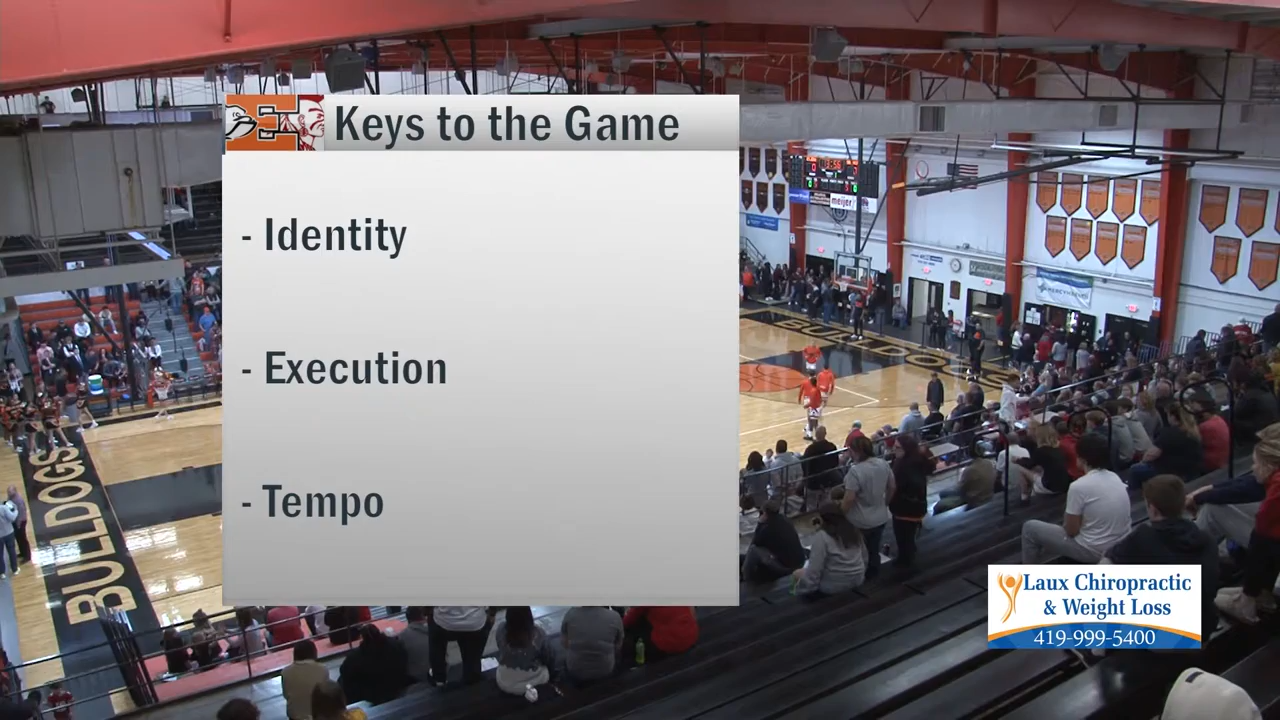 Keys to the Game
- Identity
- Execution
- Tempo
meijer
BULLDOGS
BULLDOGS
Laux Chiropractic
& Weight Loss
419-999-5400